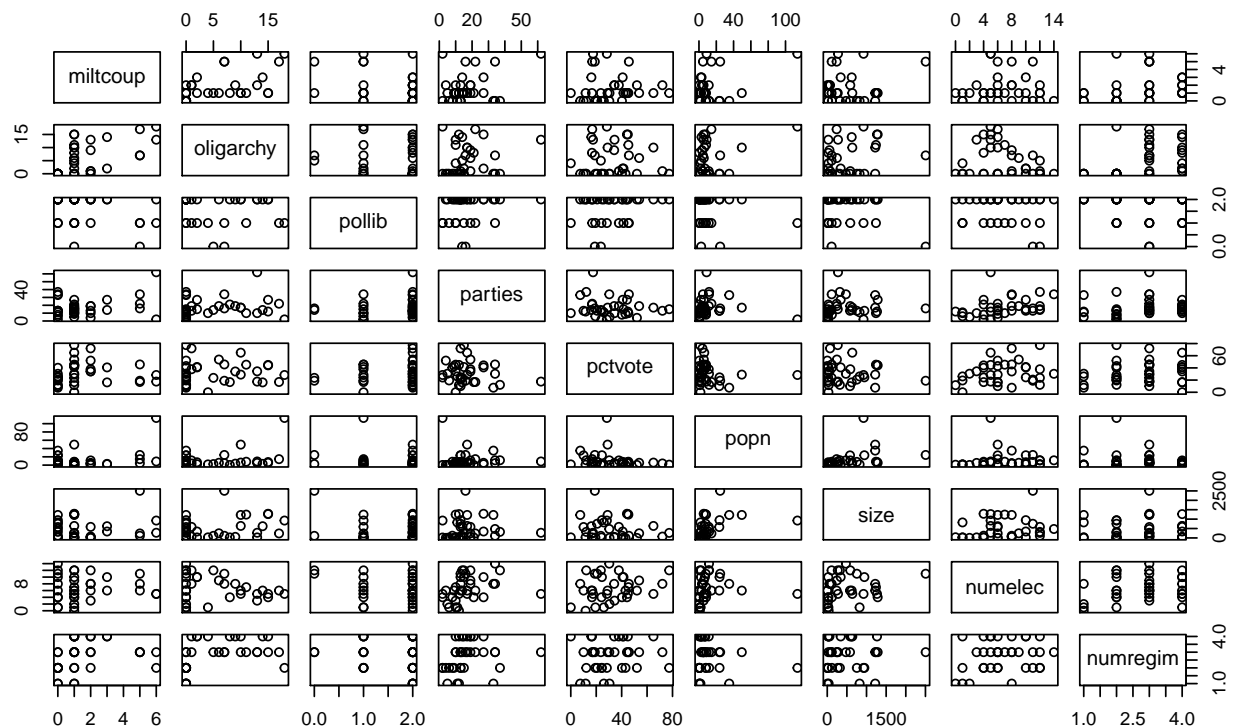 0 5 15
0 20 60
0 40 100
0 4 8 14
miltcoup
0 4
0 15
oligarchy
pollib
0.0 2.0
0 40
parties
pctvote
0 60
0 80
popn
size
0 2500
0 8
numelec
numregim
1.0 4.0
0 2 4 6
0.0 1.0 2.0
0 40 80
0 1500
1.0 2.5 4.0